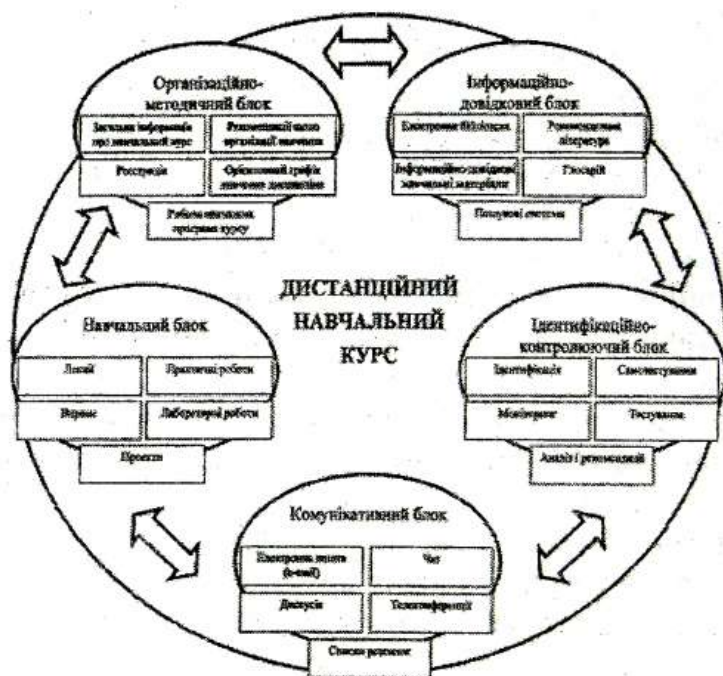 Організаційно-
методичний блок
Загальна інформація
про навчальний курс
Рекомендації щодо
організації навчання
Реєстрація
Орієнтовний графік
вивчення дисципліни
Робоча навчальна
програма курсу
Інформаційно-
довідковий блок
Електронна бібліотека
Рекомендована
література
Інформаційно-довідкові
навчальні матеріали
Глосарій
Пошукові системи
ДИСТАНЦІЙНИЙ
НАВЧАЛЬНИЙ
КУРС
Навчальний блок
Лекції
Практичні роботи
Вправи
Лабораторні роботи
Проекти
Ідентифікаційно-
контролюючий блок
Ідентифікація
Самотестування
Моніторинг
Тестування
Аналіз і рекомендації
Комунікативний блок
Електронна пошта
(e-mail)
Чат
Дискусія
Телеконференції
Списки